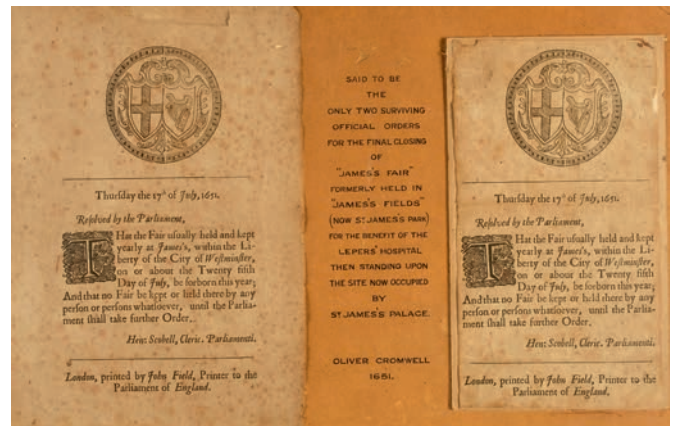 Thursday the 17th of July, 1651.
Resolved by the Parliament,
THat the Fair usually held and kept
yearly at James's, within the Li-
berty of the City of Westminster,
on or about the Twenty fifth
Day of July, be forborn this year;
And that no Fair be kept or held there by any
person or persons whatsoever, until the Parlia-
ment shall take further Order.
Hen: Scobell, Cleric. Parliamenti.
London, printed by John Field, Printer to the
Parliament of England.
SAID TO BE
THE
ONLY TWO SURVIVING
OFFICIAL ORDERS
FOR THE FINAL CLOSING
OF
"JAMES'S FAIR"
FORMERLY HELD IN
"JAMES'S FIELDS"
(NOW ST JAMES'S PARK)
FOR THE BENEFIT OF THE
LEPERS' HOSPITAL
THEN STANDING UPON
THE SITE NOW OCCUPIED
BY
ST JAMES'S PALACE.
OLIVER CROMWELL
1651.
Thursday the 17th of July, 1651.
Resolved by the Parliament,
THat the Fair usually held and kept
yearly at James's, within the Li-
berty of the City of Westminster,
on or about the Twenty fifth
Day of July, be forborn this year;
And that no Fair be kept or held there by any
person or persons whatsoever, until the Parlia-
ment shall take further Order.
Hen: Scobell, Cleric. Parliamenti.
London, printed by John Field, Printer to the
Parliament of England.